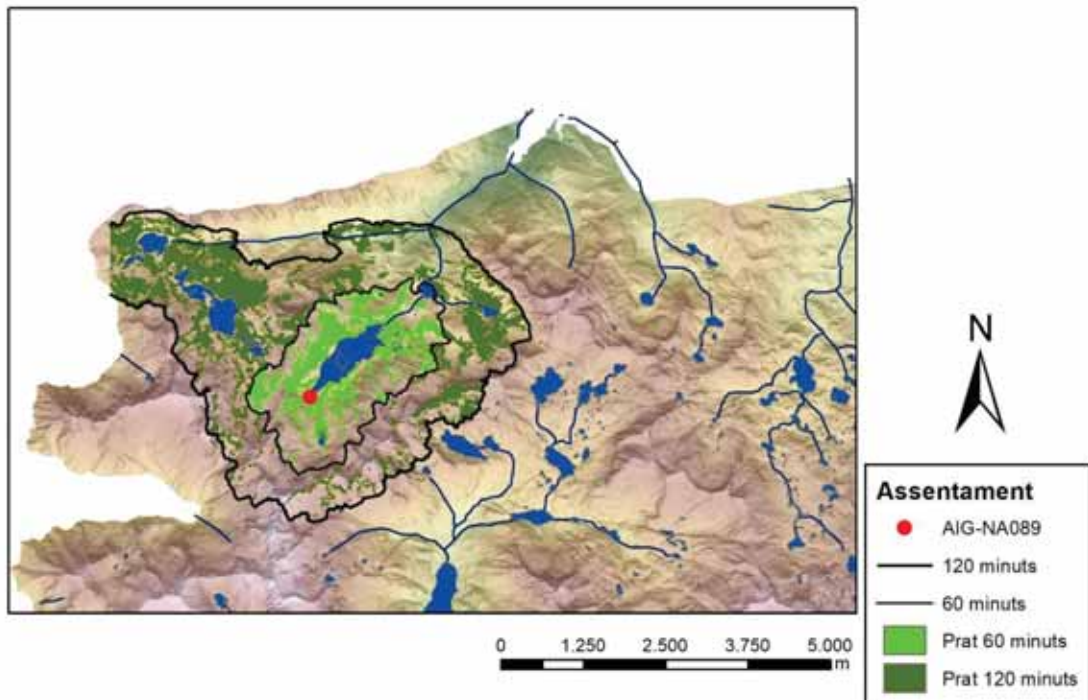 N
Assentament
AIG-NA089
120 minuts
60 minuts
Prat 60 minuts
Prat 120 minuts
0 1.250 2.500 3.750 5.000
m